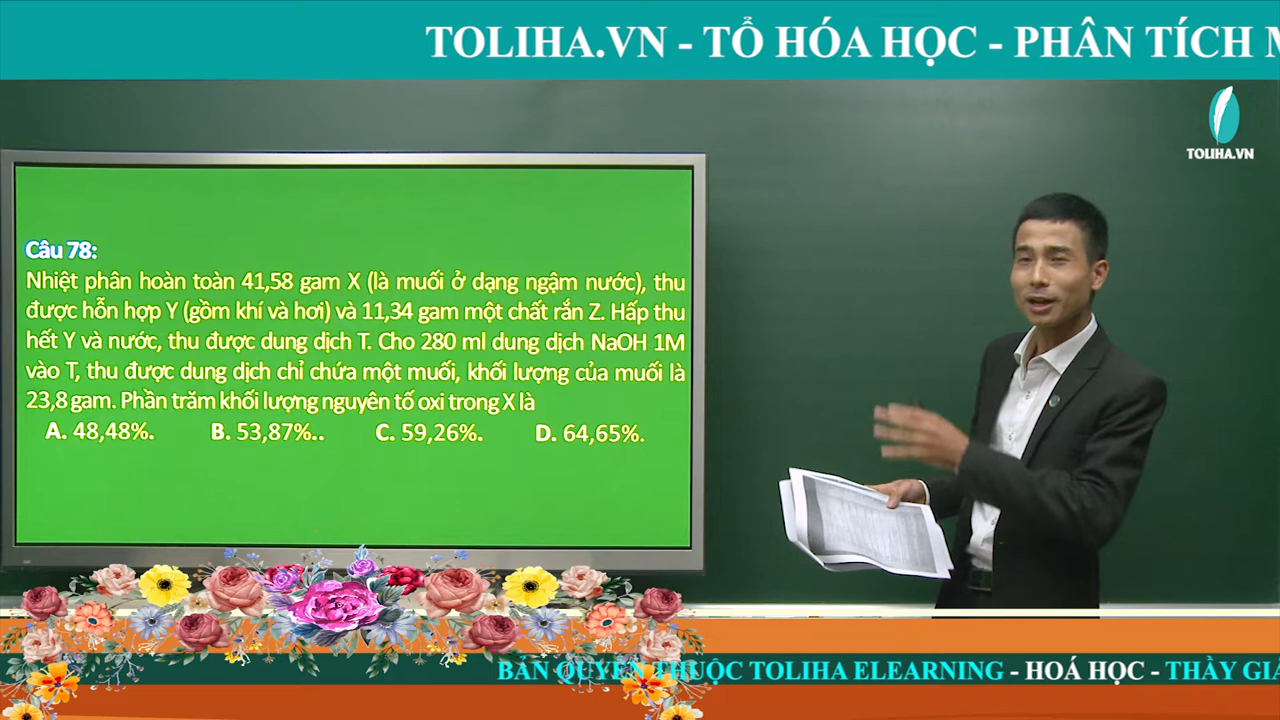 TOLIHA.VN - TỔ HÓA HỌC - PHÂN TÍCH
TOLIHA.VN
Câu 78:
Nhiệt phân hoàn toàn 41,58 gam X (là muối ở dạng ngậm nước), thu
được hỗn hợp Y (gồm khí và hơi) và 11,34 gam một chất rắn Z. Hấp thu
hết Y và nước, thu được dung dịch T. Cho 280 ml dung dịch NaOH 1M
vào T, thu được dung dịch chỉ chứa một muối, khối lượng của muối là
23,8 gam. Phần trăm khối lượng nguyên tố oxi trong X là
A. 48,48%. B. 53,87%.. C. 59,26%. D. 64,65%.
BẢN QUYỀN THUỘC TOLIHA ELEARNING - HOÁ HỌC - THẦY